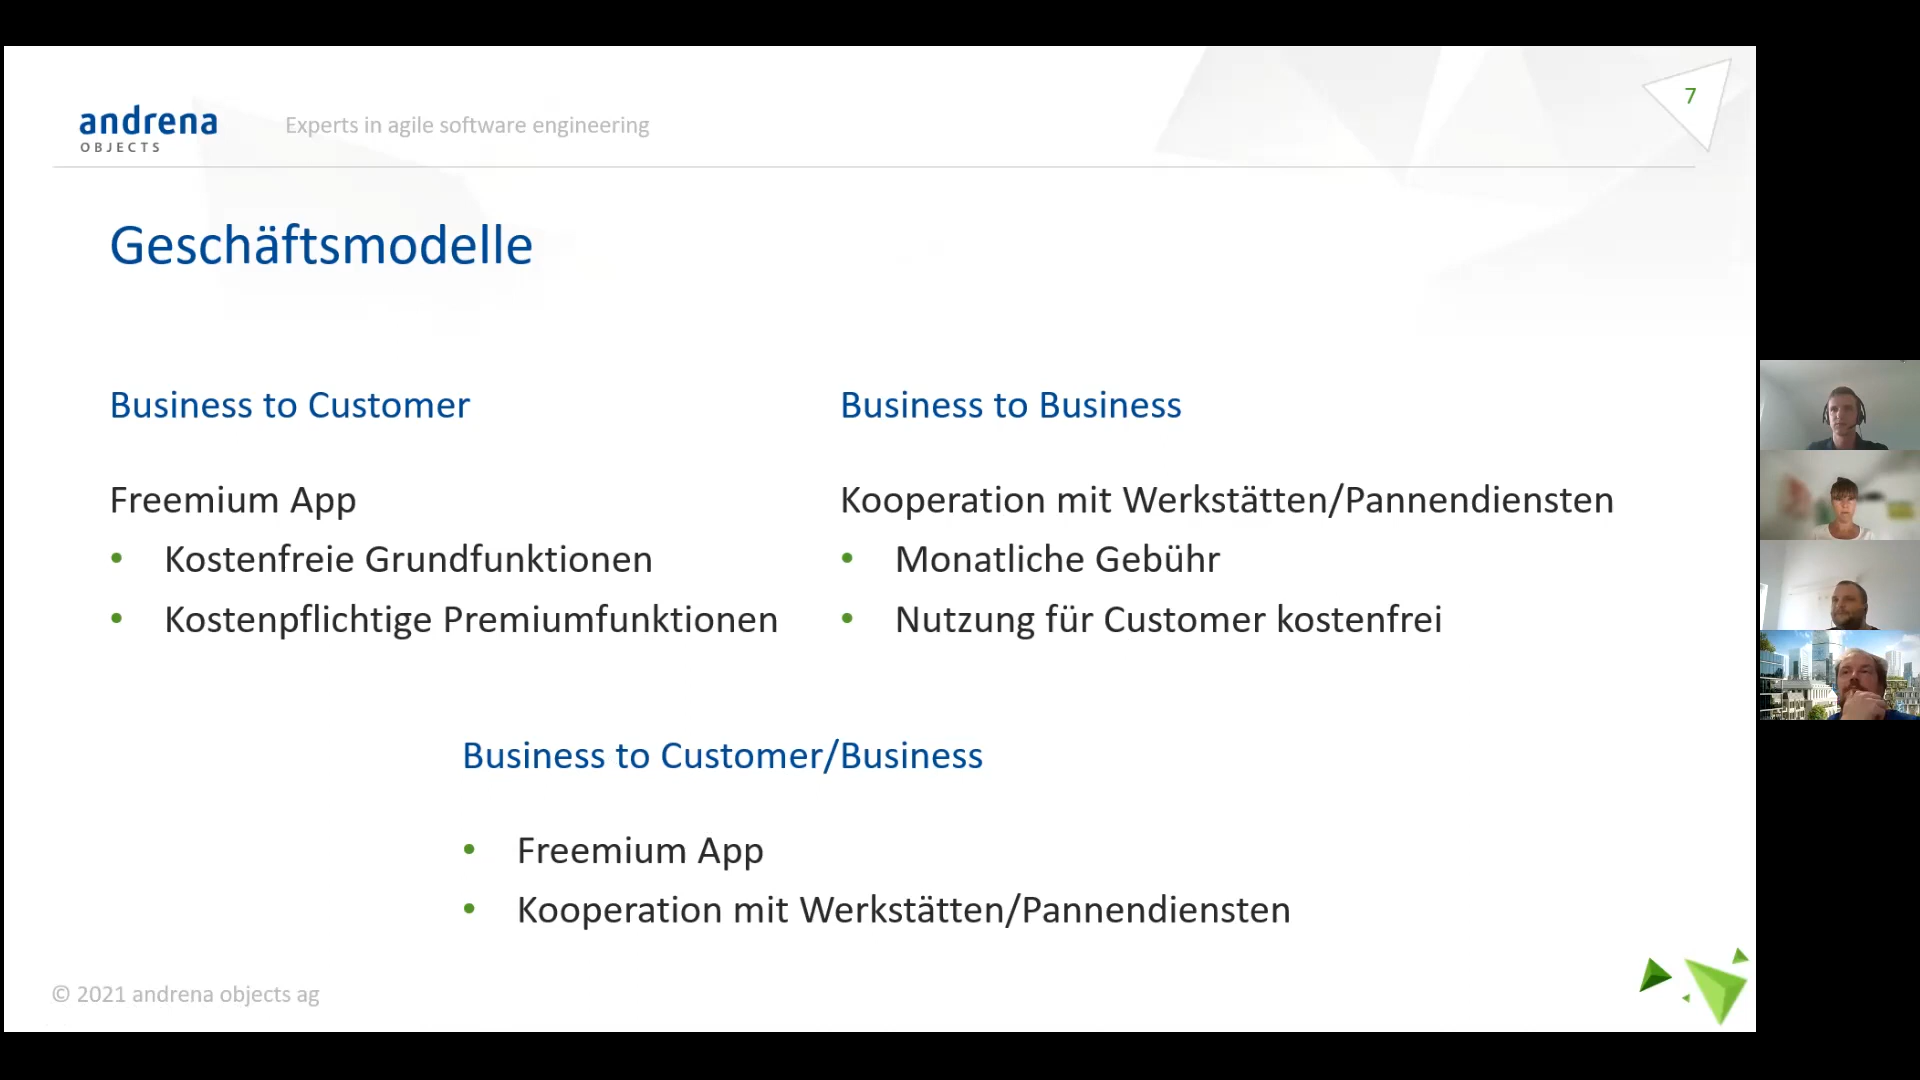 andrena
OBJECTS
Experts in agile software engineering
7
Geschäftsmodelle
Business to Customer
Freemium App
• Kostenfreie Grundfunktionen
• Kostenpflichtige Premiumfunktionen
Business to Business
Kooperation mit Werkstätten/Pannendiensten
• Monatliche Gebühr
• Nutzung für Customer kostenfrei
Business to Customer/Business
• Freemium App
• Kooperation mit Werkstätten/Pannendiensten
© 2021 andrena objects ag